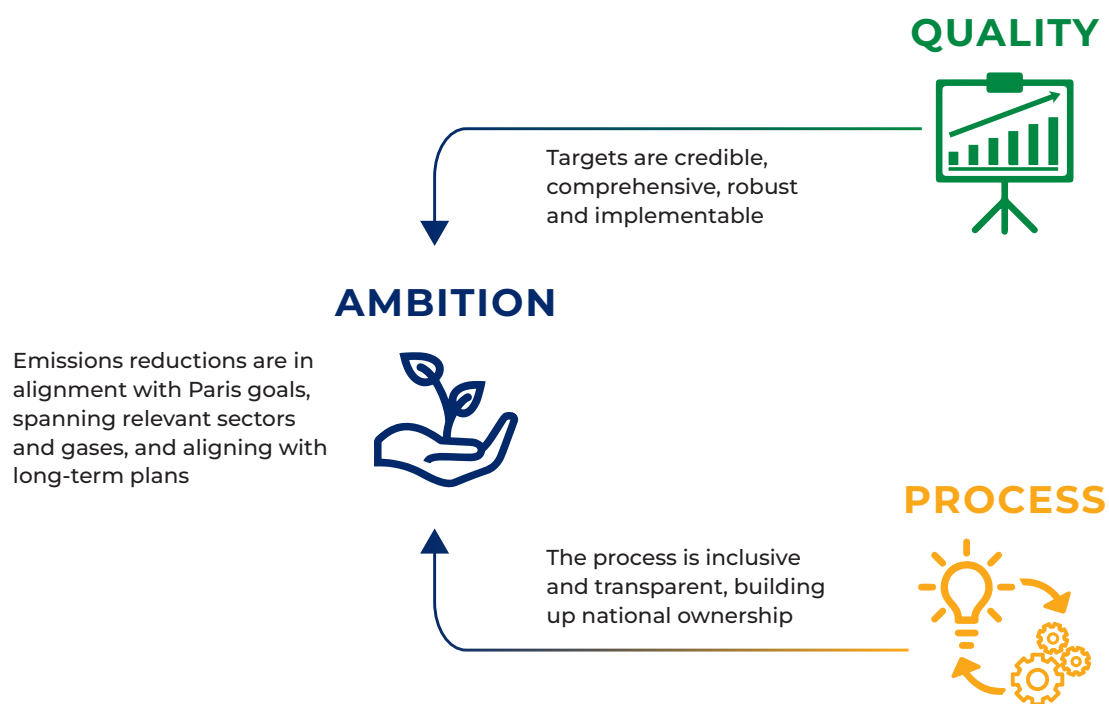 QUALITY
Targets are credible,
comprehensive, robust
and implementable
AMBITION
Emissions reductions are in
alignment with Paris goals,
spanning relevant sectors
and gases, and aligning with
long-term plans
PROCESS
The process is inclusive
and transparent, building
up national ownership